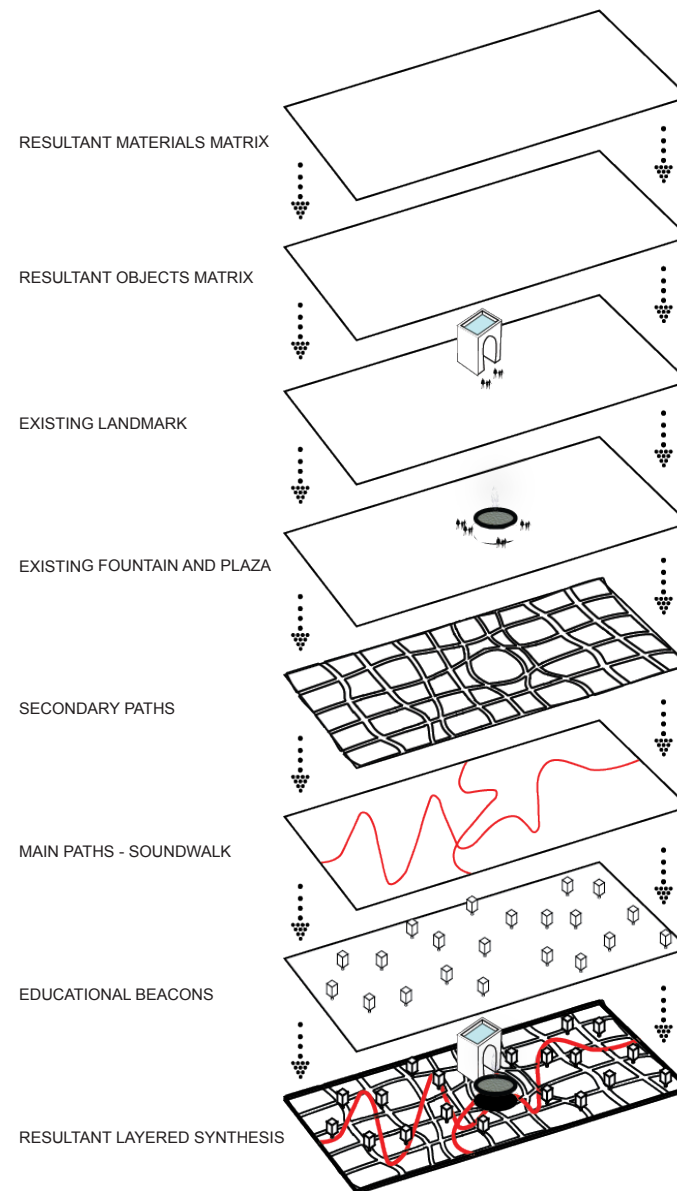 RESULTANT MATERIALS MATRIX
RESULTANT OBJECTS MATRIX
EXISTING LANDMARK
EXISTING FOUNTAIN AND PLAZA
SECONDARY PATHS
MAIN PATHS - SOUNDWALK
EDUCATIONAL BEACONS
RESULTANT LAYERED SYNTHESIS